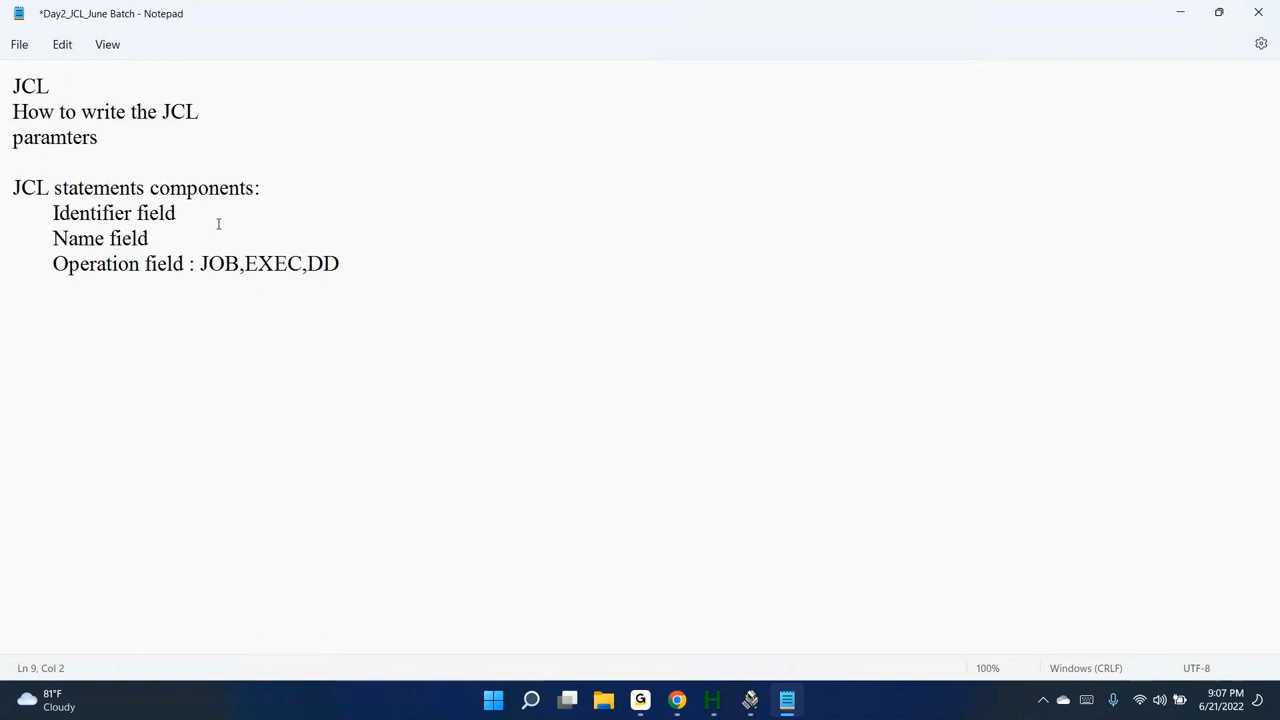 *Day2_JCL_June Batch - Notepad
File Edit View
JCL
How to write the JCL
paramters
JCL statements components:
Identifier field
Name field
Operation field : JOB,EXEC,DD
Ln 9, Col 2 100% Windows (CRLF) UTF-8
81°F
Cloudy
9:07 PM
6/21/2022